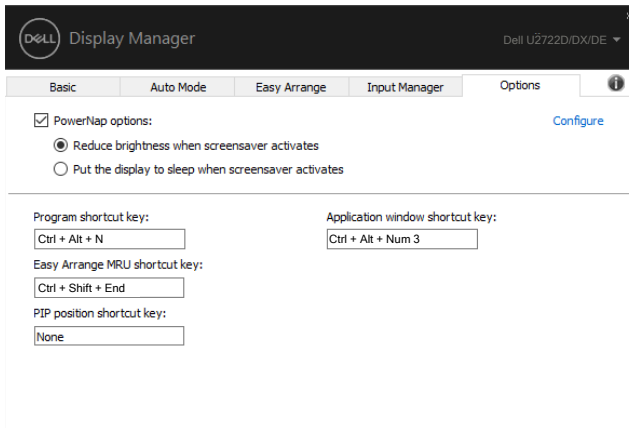 DELL Display Manager
Dell U2722D/DX/DE
Basic Auto Mode Easy Arrange Input Manager Options
PowerNap options: Configure
Reduce brightness when screensaver activates
Put the display to sleep when screensaver activates
Program shortcut key: Application window shortcut key:
Ctrl + Alt + N Ctrl + Alt + Num 3
Easy Arrange MRU shortcut key:
Ctrl + Shift + End
PIP position shortcut key:
None